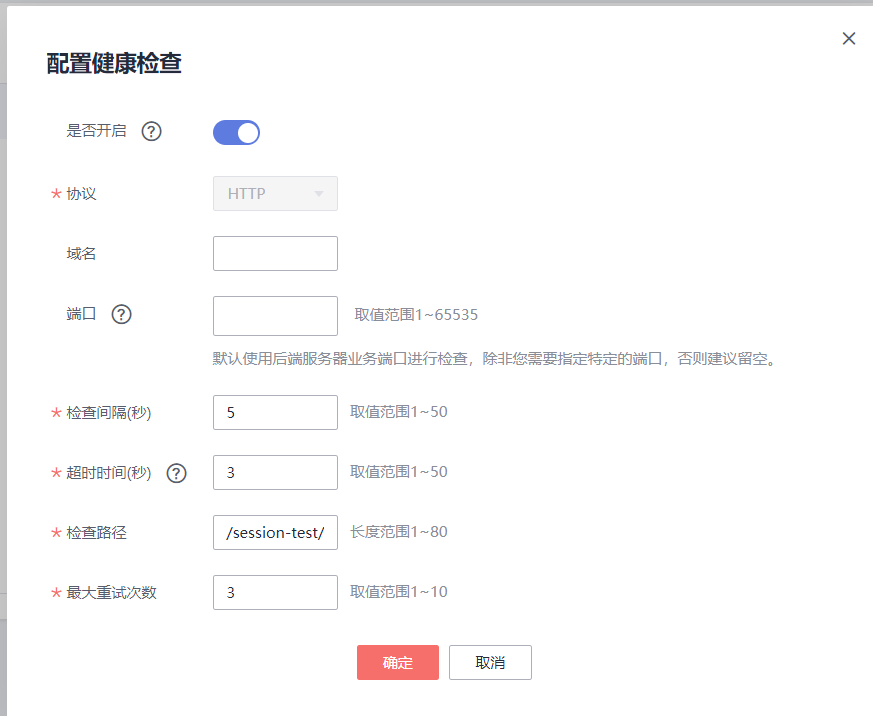 配置健康检查
是否开启 ?
* 协议 HTTP
域名
端口 ? 取值范围1~65535
默认使用后端服务器业务端口进行检查，除非您需要指定特定的端口，否则建议留空。
* 检查间隔(秒) 5 取值范围1~50
* 超时时间(秒) ? 3 取值范围1~50
* 检查路径 /session-test/ 长度范围1~80
* 最大重试次数 3 取值范围1~10
确定 取消